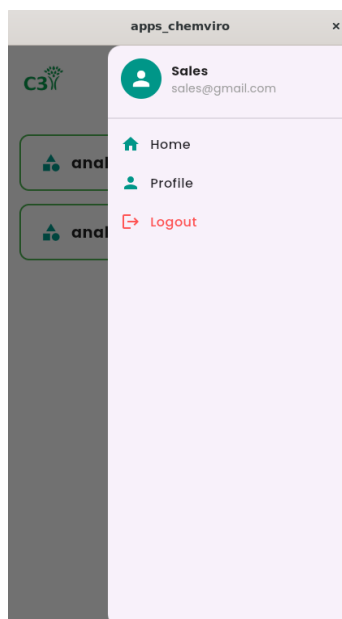 apps_chemviro
×
C3
Sales
sales@gmail.com
Home
anal
Profile
Logout
anal